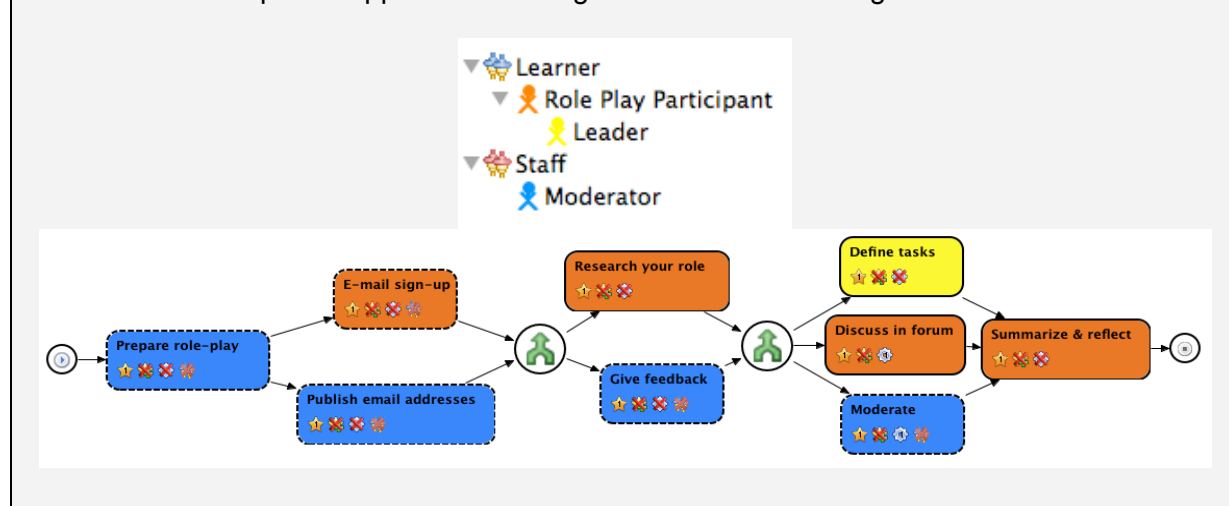 Learner
Role Play Participant
Leader
Staff
Moderator
Define tasks
Research your role
E-mail sign-up
Discuss in forum
Summarize & reflect
Prepare role-play
Give feedback
Publish email addresses
Moderate